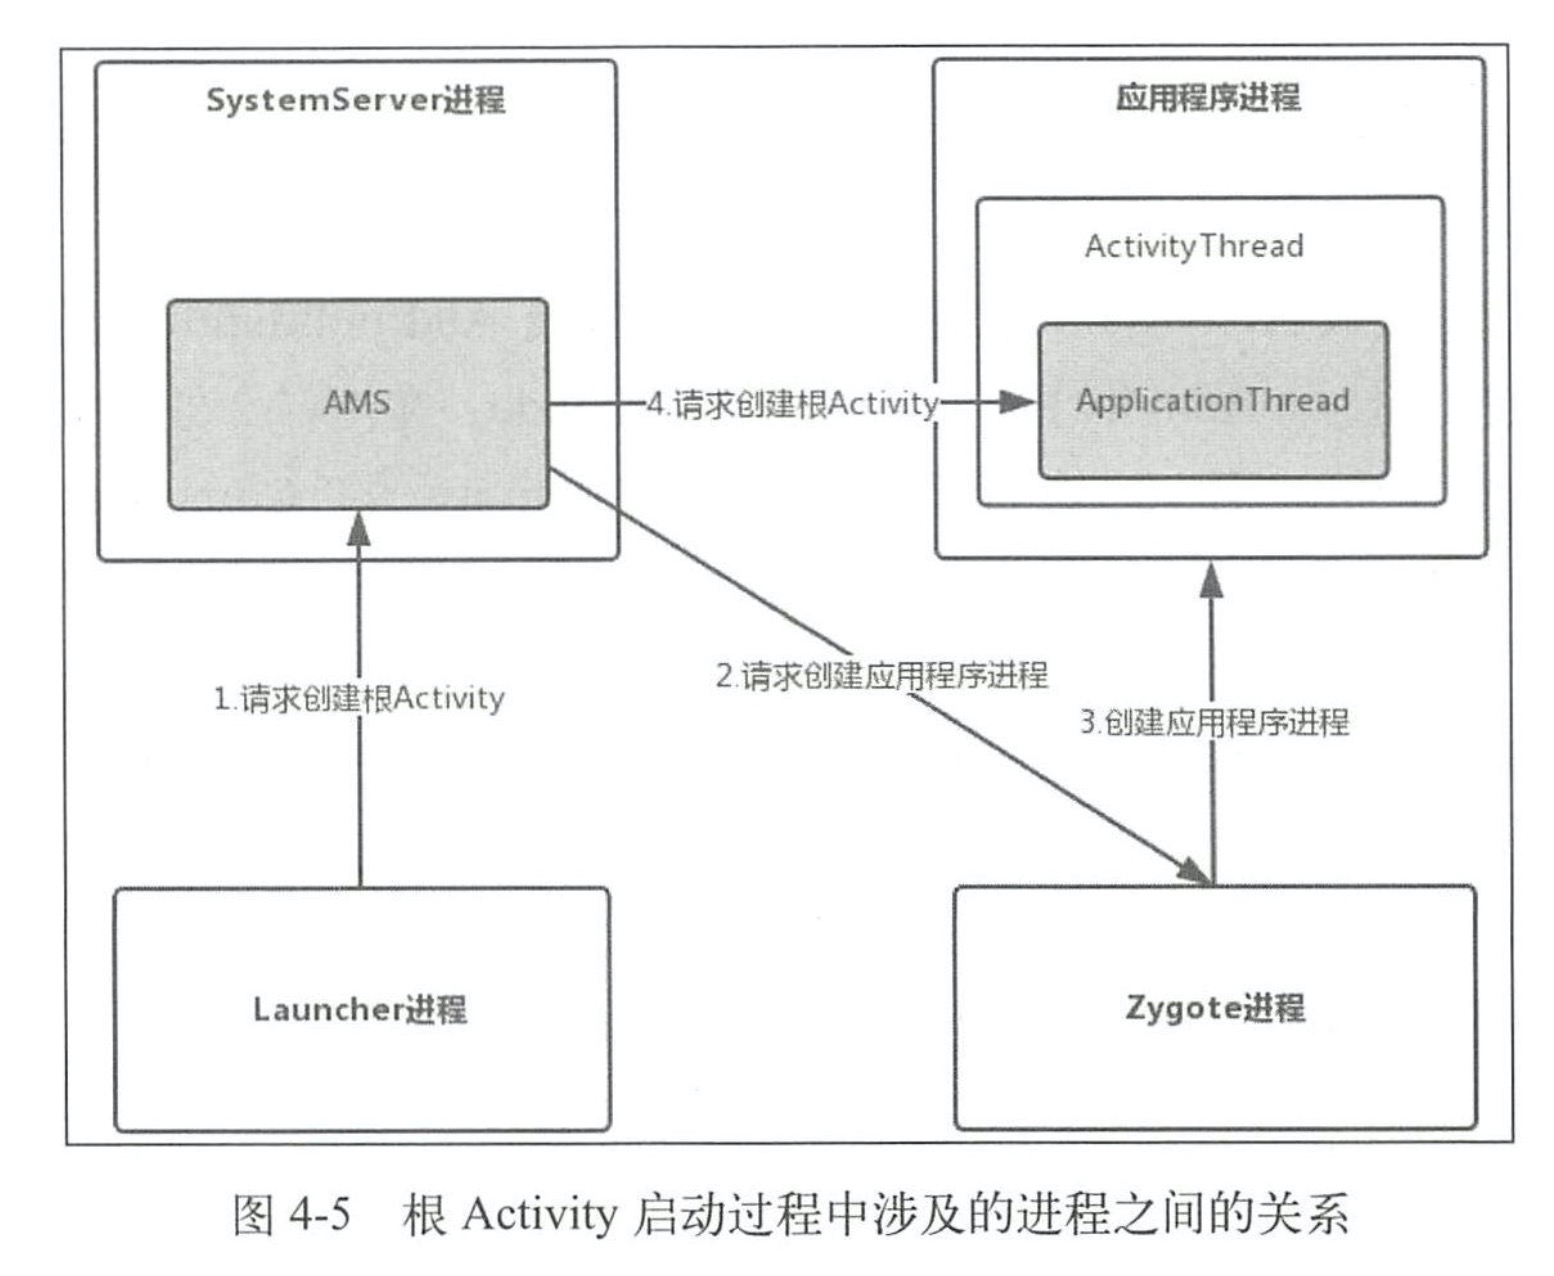 SystemServer进程
应用程序进程
ActivityThread
AMS
4.请求创建根Activity
ApplicationThread
2.请求创建应用程序进程
1.请求创建根Activity
3.创建应用程序进程
Launcher进程
Zygote进程
图 4-5 根 Activity 启动过程中涉及的进程之间的关系